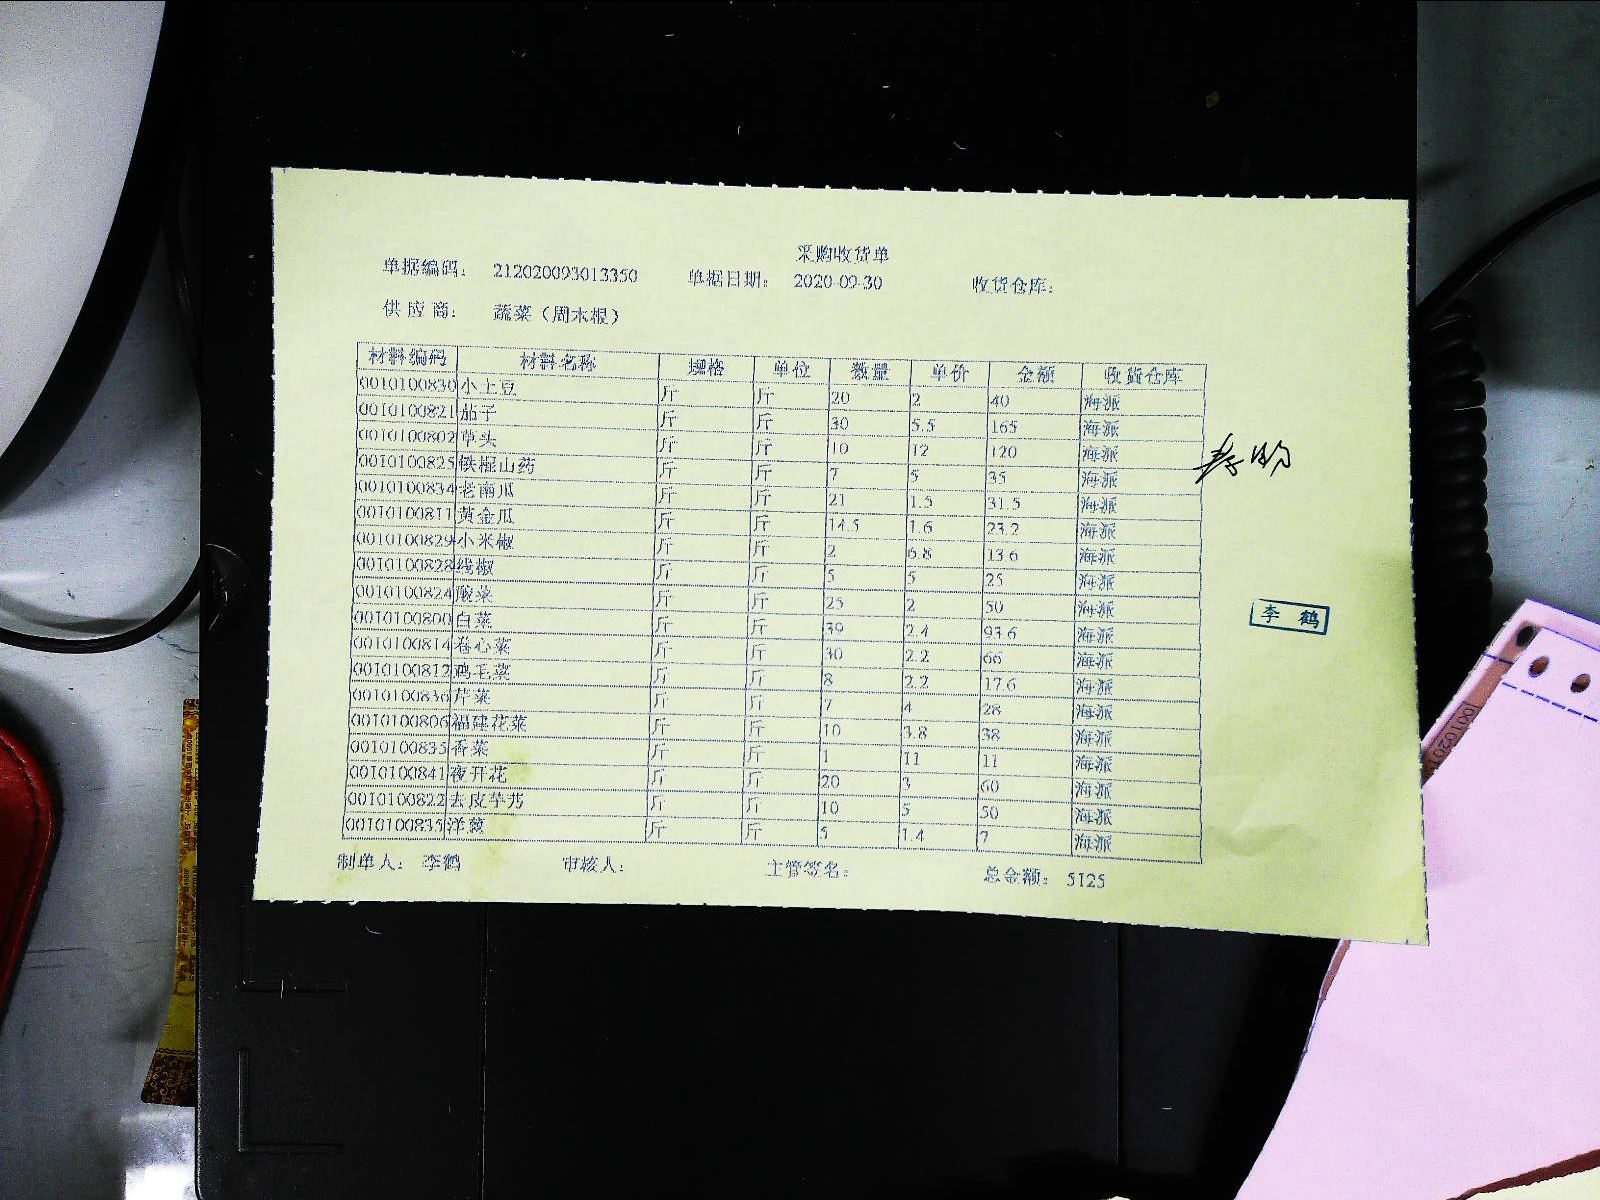 采购收货单
单据编码： 212020093013350 单据日期： 2020-09-30 收货仓库：
供 应 商： 蔬菜（周木根）
材料编码 材料名称 规格 单位 数量 单价 金额 收货仓库
0010100830 小土豆 斤 斤 20 2 40 海派
0010100821 茄子 斤 斤 30 5.5 165 海派
0010100802 草头 斤 斤 10 12 120 海派
0010100825 铁棍山药 斤 斤 7 5 35 海派
0010100834 老南瓜 斤 斤 21 1.5 31.5 海派
0010100811 黄金瓜 斤 斤 14.5 1.6 23.2 海派
0010100829 小米椒 斤 斤 2 6.8 13.6 海派
0010100828 线椒 斤 斤 5 5 25 海派
0010100824 酸菜 斤 斤 25 2 50 海派
0010100800 白菜 斤 斤 39 2.4 93.6 海派
0010100814 卷心菜 斤 斤 30 2.2 66 海派
0010100812 鸡毛菜 斤 斤 8 2.2 17.6 海派
0010100836 芹菜 斤 斤 7 4 28 海派
0010100806 福建花菜 斤 斤 10 3.8 38 海派
0010100835 香菜 斤 斤 1 11 11 海派
0010100841 夜开花 斤 斤 20 3 60 海派
0010100822 去皮芋艿 斤 斤 10 5 50 海派
0010100835 洋葱 斤 斤 5 1.4 7 海派
制单人： 李鹤 审核人： 主管签名： 总金额： 5125
李 鹤